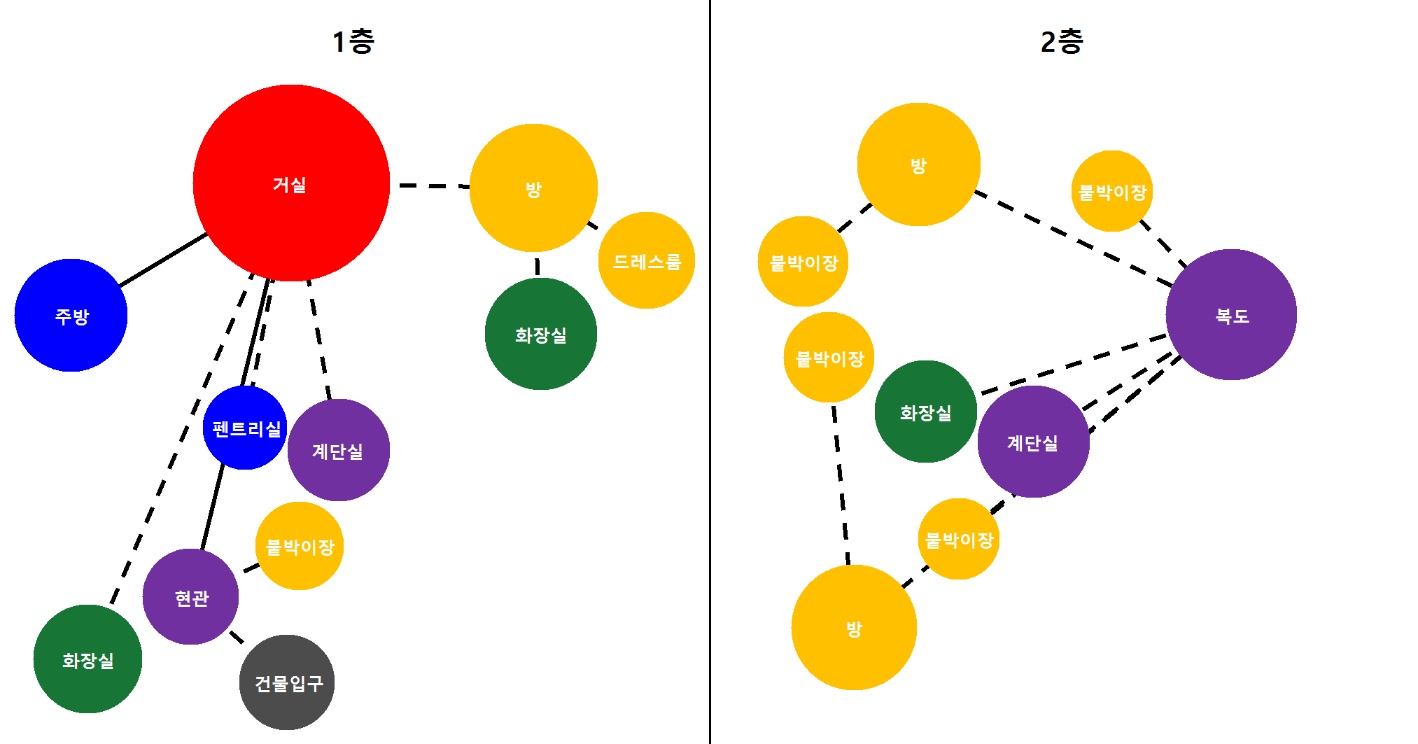 1층
거실
방
드레스룸
주방
화장실
펜트리실
계단실
붙박이장
현관
화장실
건물입구
2층
방
붙박이장
붙박이장
복도
붙박이장
화장실
계단실
붙박이장
방